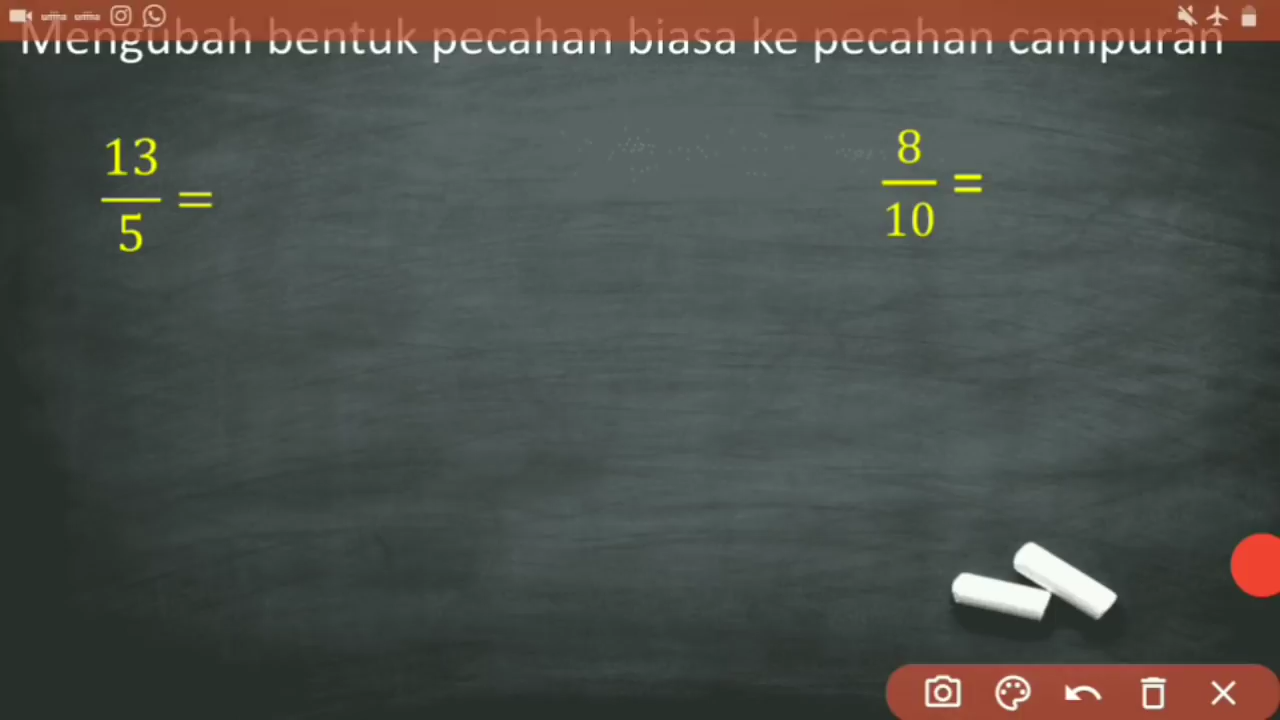 Mengubah bentuk pecahan biasa ke pecahan campuran
13/5 =
8/10 =